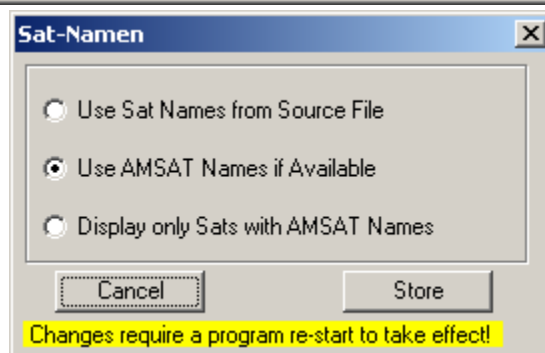 Sat-Namen
Use Sat Names from Source File
Use AMSAT Names if Available
Display only Sats with AMSAT Names
Cancel Store
Changes require a program re-start to take effect!